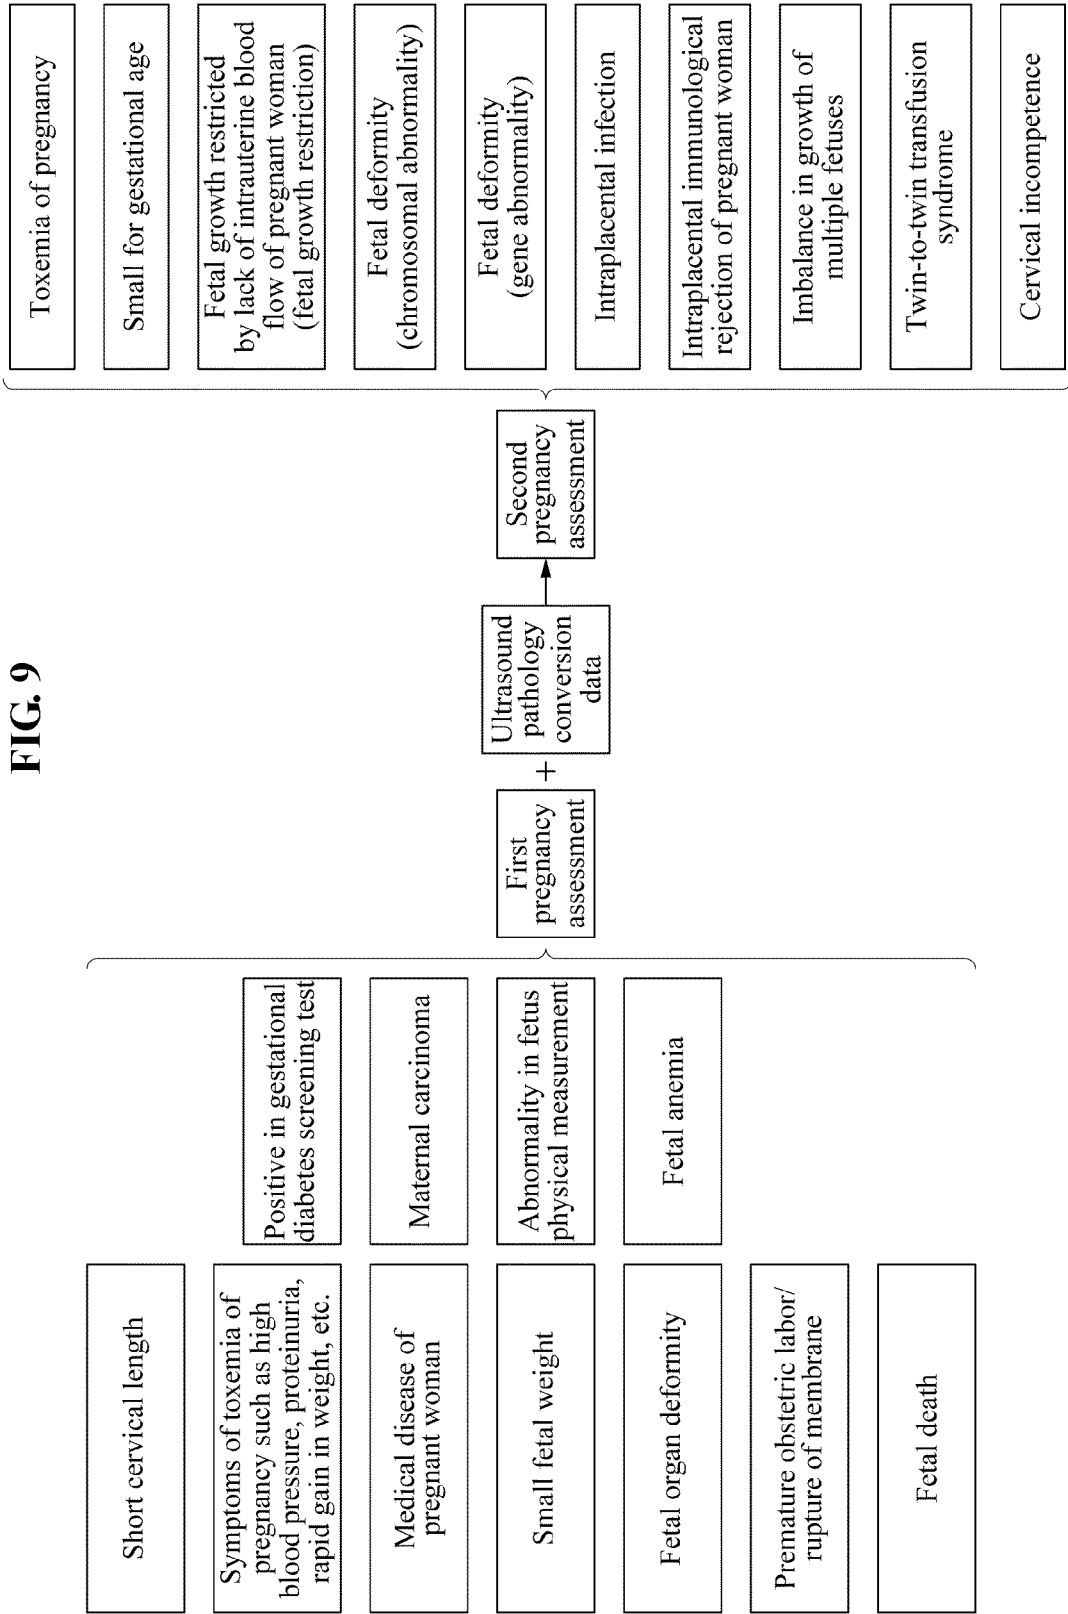 FIG. 9
Short cervical length
Symptoms of toxemia of
pregnancy such as high
blood pressure, proteinuria,
rapid gain in weight, etc.
Medical disease of
pregnant woman
Small fetal weight
Fetal organ deformity
Premature obstetric labor/
rupture of membrane
Fetal death
Positive in gestational
diabetes screening test
Maternal carcinoma
Abnormality in fetus
physical measurement
Fetal anemia
First
pregnancy
assessment
+
Ultrasound
pathology
conversion
data
Second
pregnancy
assessment
Toxemia of pregnancy
Small for gestational age
Fetal growth restricted
by lack of intrauterine blood
flow of pregnant woman
(fetal growth restriction)
Fetal deformity
(chromosomal abnormality)
Fetal deformity
(gene abnormality)
Intraplacental infection
Intraplacental immunological
rejection of pregnant woman
Imbalance in growth of
multiple fetuses
Twin-to-twin transfusion
syndrome
Cervical incompetence